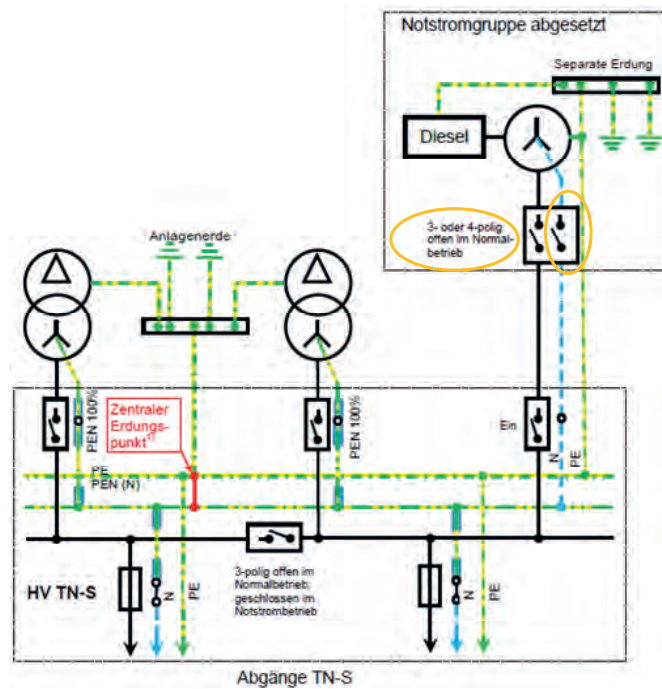 Notstromgruppe abgesetzt
Separate Erdung
Diesel
3- oder 4-polig
offen im Normal-
betrieb
Anlagenerde
PEN 100%
Zentraler
Erdungs-
punkt¹⁾
PEN 100%
Ein
N
PE
PE
PEN (N)
HV TN-S
N
PE
3-polig offen im
Normalbetrieb;
geschlossen im
Notstrombetrieb
N
PE
Abgänge TN-S